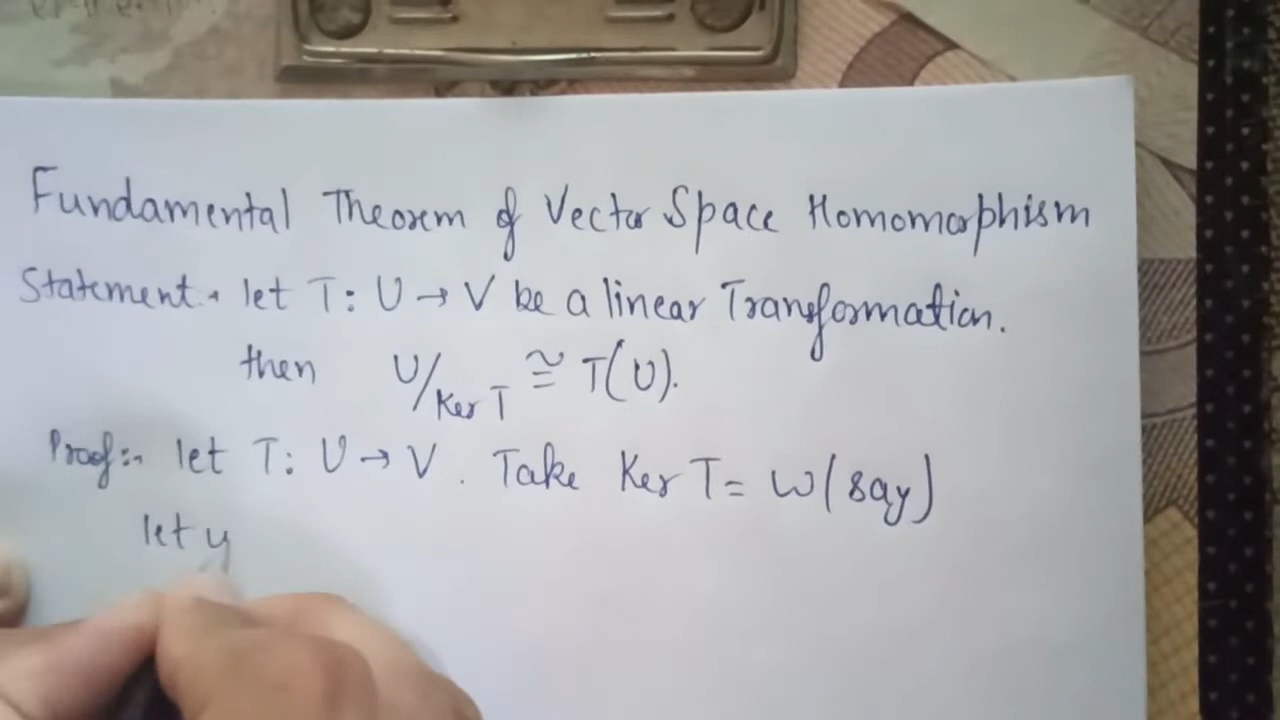 Fundamental Theorem of Vector Space Homomorphism
Statement. let T: U → V be a linear Transformation.
then U/Ker T ≅ T(U).
Proof:- let T: U → V. Take Ker T = W (say)
let y